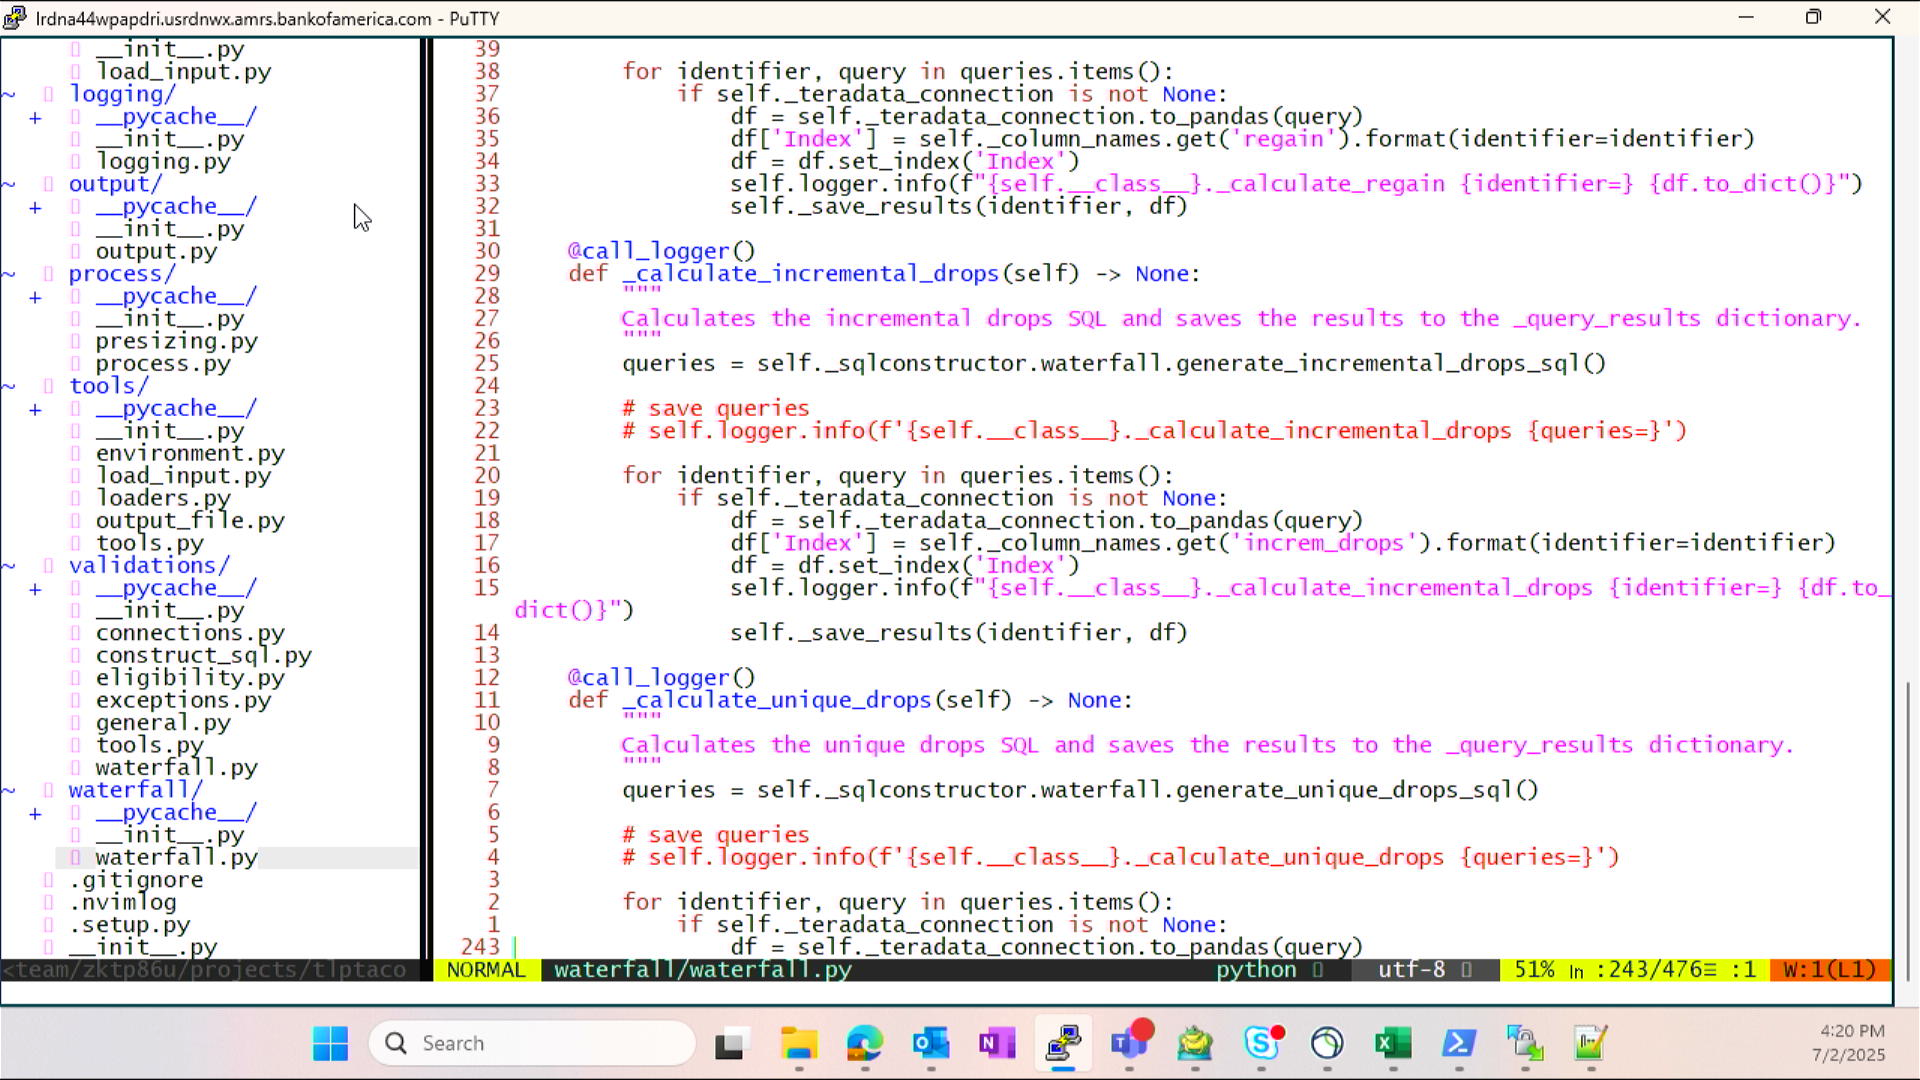 lrdna44wpapdri.usrdnwx.amrs.bankofamerica.com - PuTTY
__init__.py
load_input.py
~ logging/
+ __pycache__/
__init__.py
logging.py
~ output/
+ __pycache__/
__init__.py
output.py
~ process/
+ __pycache__/
__init__.py
presizing.py
process.py
~ tools/
+ __pycache__/
__init__.py
environment.py
load_input.py
loaders.py
output_file.py
tools.py
~ validations/
+ __pycache__/
__init__.py
connections.py
construct_sql.py
eligibility.py
exceptions.py
general.py
tools.py
waterfall.py
~ waterfall/
+ __pycache__/
__init__.py
waterfall.py
.gitignore
.nvimlog
.setup.py
__init__.py
<team/zktp86u/projects/tlptaco
39
38 for identifier, query in queries.items():
37 if self._teradata_connection is not None:
36 df = self._teradata_connection.to_pandas(query)
35 df['Index'] = self._column_names.get('regain').format(identifier=identifier)
34 df = df.set_index('Index')
33 self.logger.info(f"{self.__class__}._calculate_regain {identifier=} {df.to_dict()}")
32 self._save_results(identifier, df)
31
30 @call_logger()
29 def _calculate_incremental_drops(self) -> None:
28 """
27 Calculates the incremental drops SQL and saves the results to the _query_results dictionary.
26 """
25 queries = self._sqlconstructor.waterfall.generate_incremental_drops_sql()
24
23 # save queries
22 # self.logger.info(f'{self.__class__}._calculate_incremental_drops {queries=}')
21
20 for identifier, query in queries.items():
19 if self._teradata_connection is not None:
18 df = self._teradata_connection.to_pandas(query)
17 df['Index'] = self._column_names.get('increm_drops').format(identifier=identifier)
16 df = df.set_index('Index')
15 self.logger.info(f"{self.__class__}._calculate_incremental_drops {identifier=} {df.to_
dict()}")
14 self._save_results(identifier, df)
13
12 @call_logger()
11 def _calculate_unique_drops(self) -> None:
10 """
9 Calculates the unique drops SQL and saves the results to the _query_results dictionary.
8 """
7 queries = self._sqlconstructor.waterfall.generate_unique_drops_sql()
6
5 # save queries
4 # self.logger.info(f'{self.__class__}._calculate_unique_drops {queries=}')
3
2 for identifier, query in queries.items():
1 if self._teradata_connection is not None:
243 df = self._teradata_connection.to_pandas(query)
NORMAL waterfall/waterfall.py python utf-8 51% ln :243/476≡ :1 W:1(L1)
Search
4:20 PM
7/2/2025